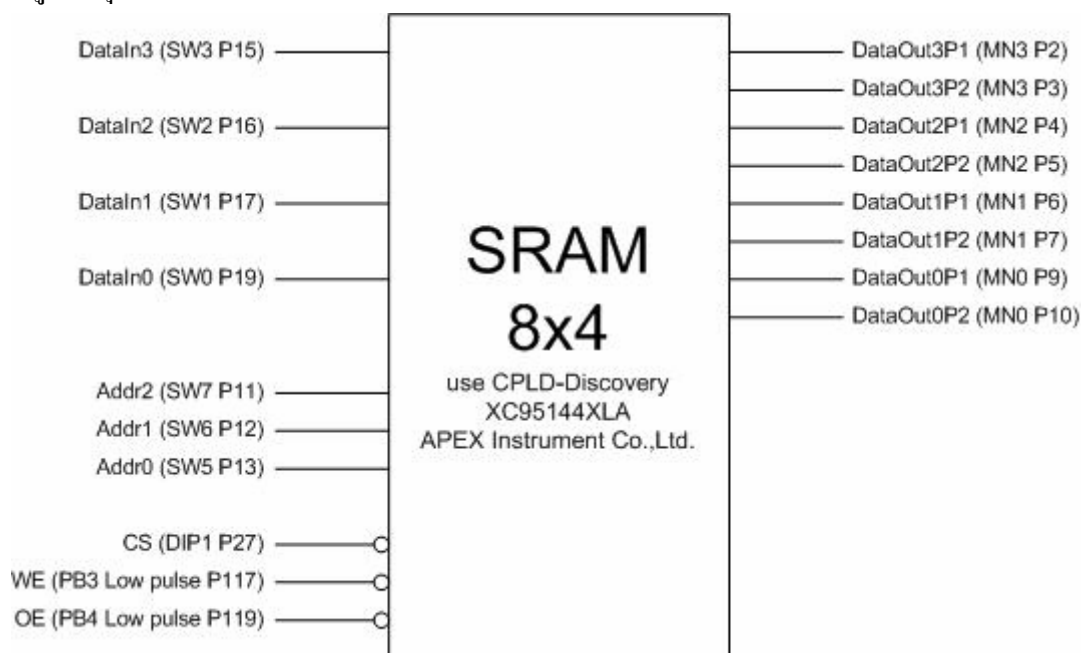 DataIn3 (SW3 P15)
DataIn2 (SW2 P16)
DataIn1 (SW1 P17)
DataIn0 (SW0 P19)
Addr2 (SW7 P11)
Addr1 (SW6 P12)
Addr0 (SW5 P13)
CS (DIP1 P27)
WE (PB3 Low pulse P117)
OE (PB4 Low pulse P119)
SRAM
8x4
use CPLD-Discovery
XC95144XLA
APEX Instrument Co.,Ltd.
DataOut3P1 (MN3 P2)
DataOut3P2 (MN3 P3)
DataOut2P1 (MN2 P4)
DataOut2P2 (MN2 P5)
DataOut1P1 (MN1 P6)
DataOut1P2 (MN1 P7)
DataOut0P1 (MN0 P9)
DataOut0P2 (MN0 P10)